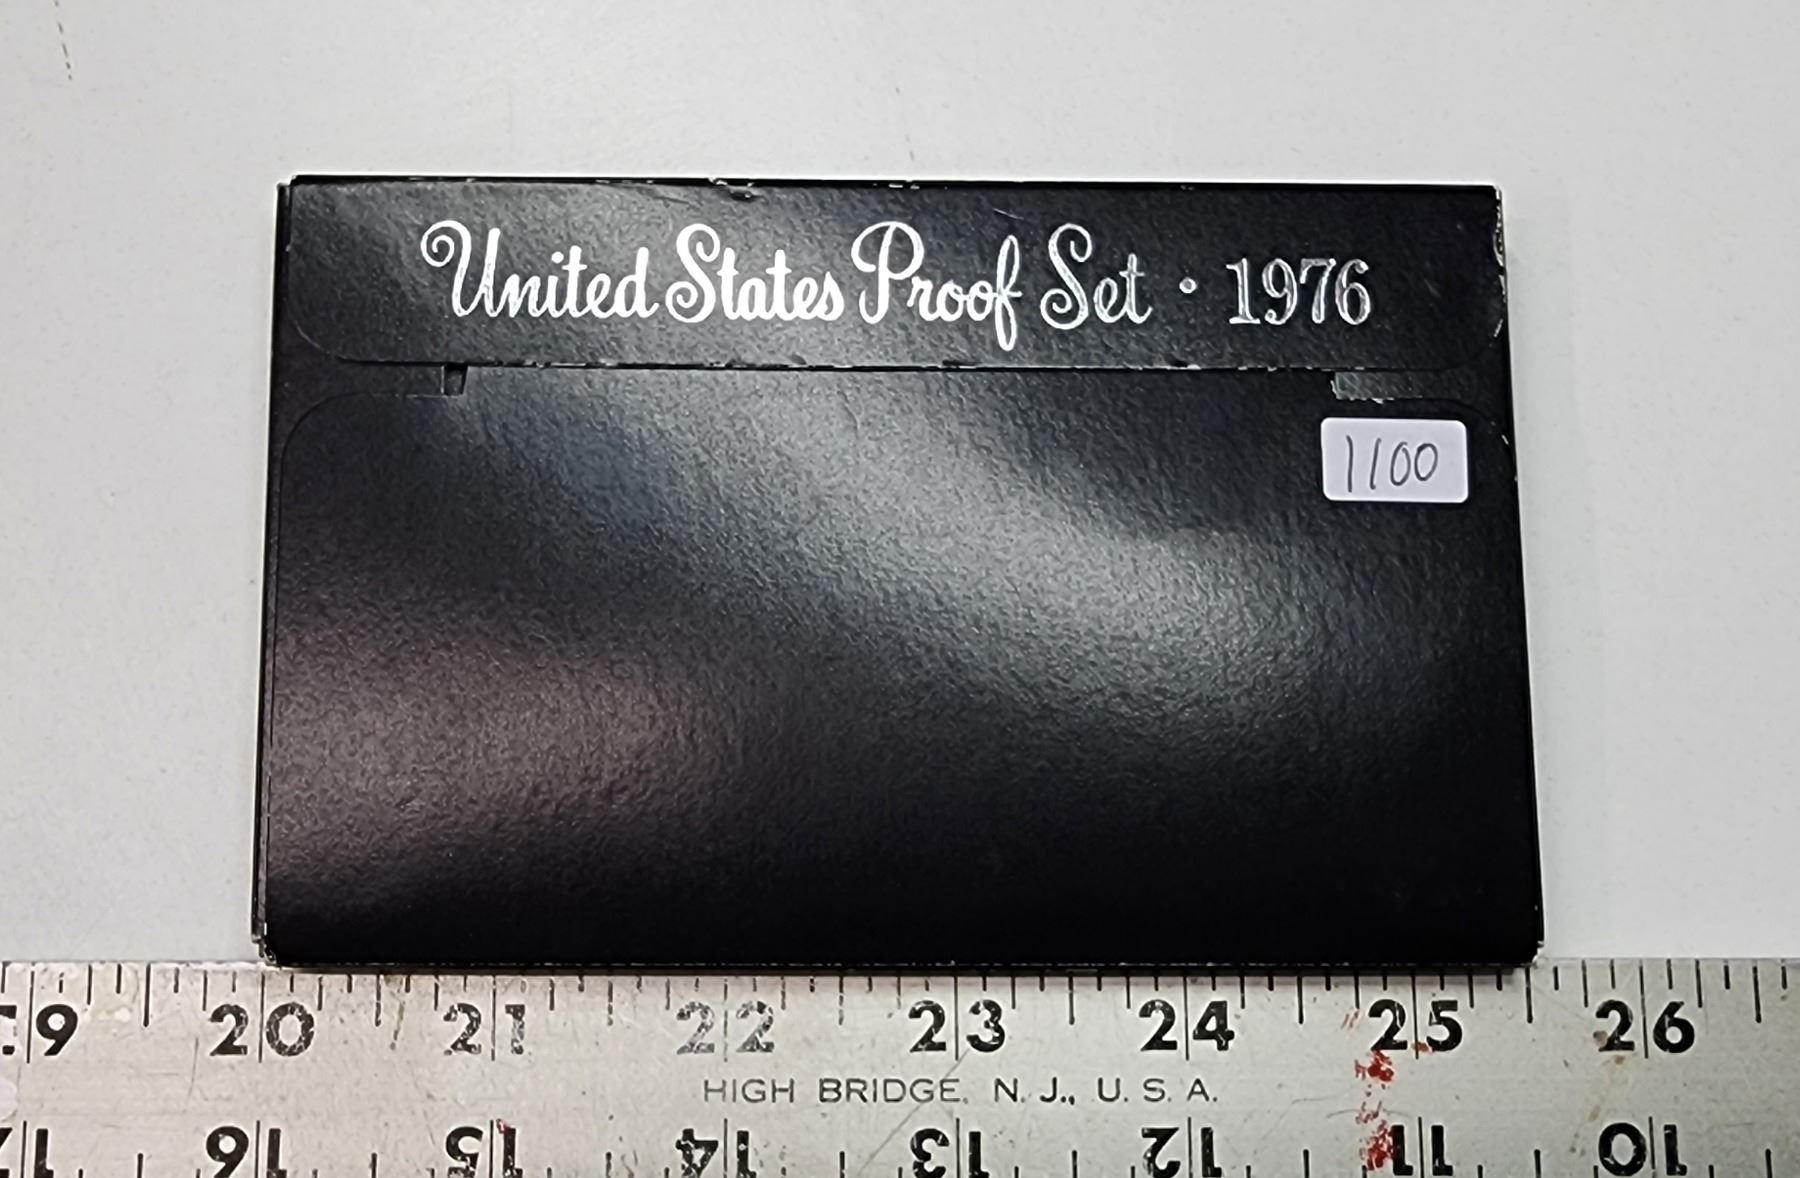 United States Proof Set · 1976
1100
19 20 21 22 23 24 25 26
HIGH BRIDGE, N. J., U. S. A.
16 15 14 13 12 11 10